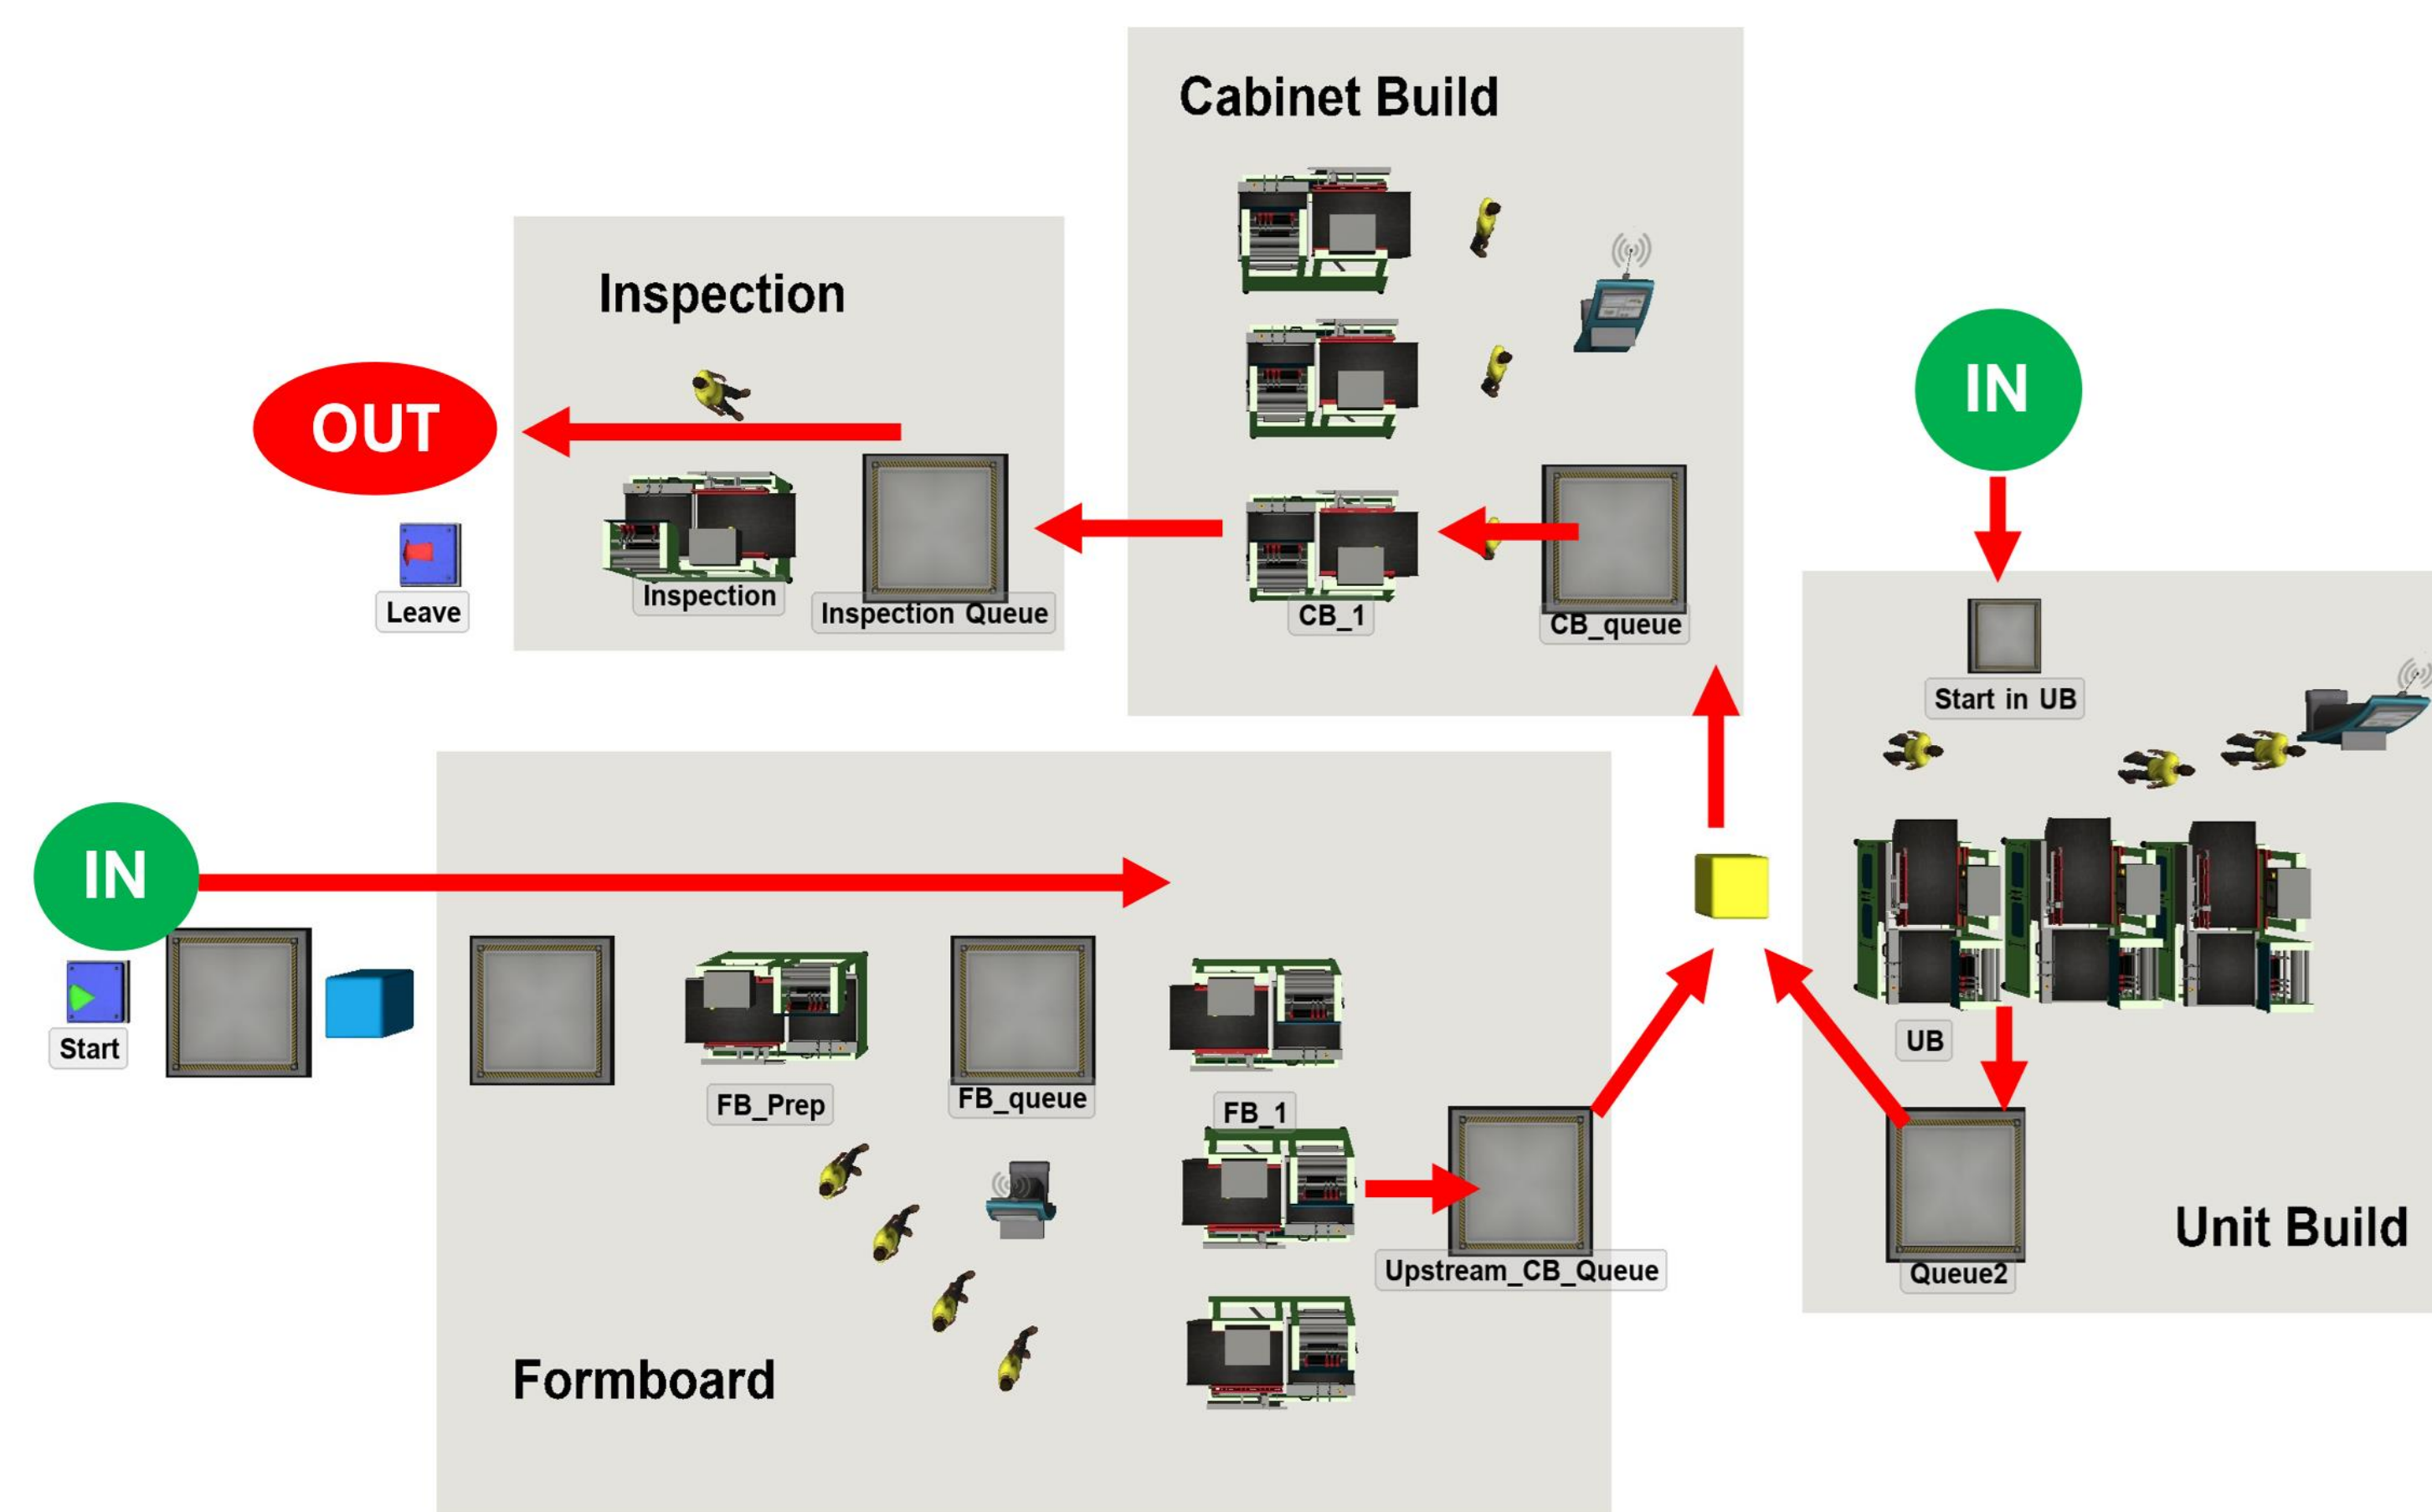 Cabinet Build
Inspection
OUT
IN
Leave
Inspection
Inspection Queue
CB_1
CB_queue
Start in UB
IN
Start
FB_Prep
FB_queue
FB_1
UB
Upstream_CB_Queue
Queue2
Unit Build
Formboard